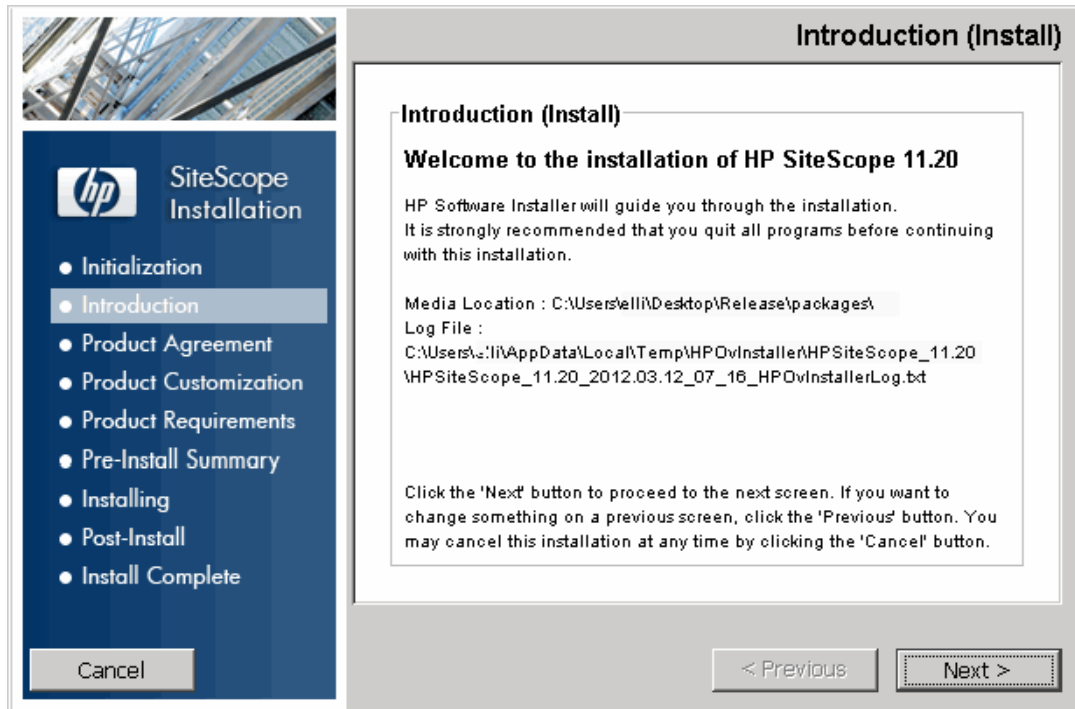 Introduction (Install)
hp
SiteScope
Installation
Initialization
Introduction
Product Agreement
Product Customization
Product Requirements
Pre-Install Summary
Installing
Post-Install
Install Complete
Cancel
Introduction (Install)
Welcome to the installation of HP SiteScope 11.20
HP Software Installer will guide you through the installation.
It is strongly recommended that you quit all programs before continuing
with this installation.
Media Location : C:\Users\elli\Desktop\Release\packages\
Log File :
\AppData\Local\Temp\HPOvInstaller\HPSiteScope_11.20
\HPSiteScope_11.20_2012.03.12_07_16_HPOvInstallerLog.txt
Click the 'Next' button to proceed to the next screen. If you want to
change something on a previous screen, click the 'Previous' button. You
may cancel this installation at any time by clicking the 'Cancel' button.
< Previous
Next >